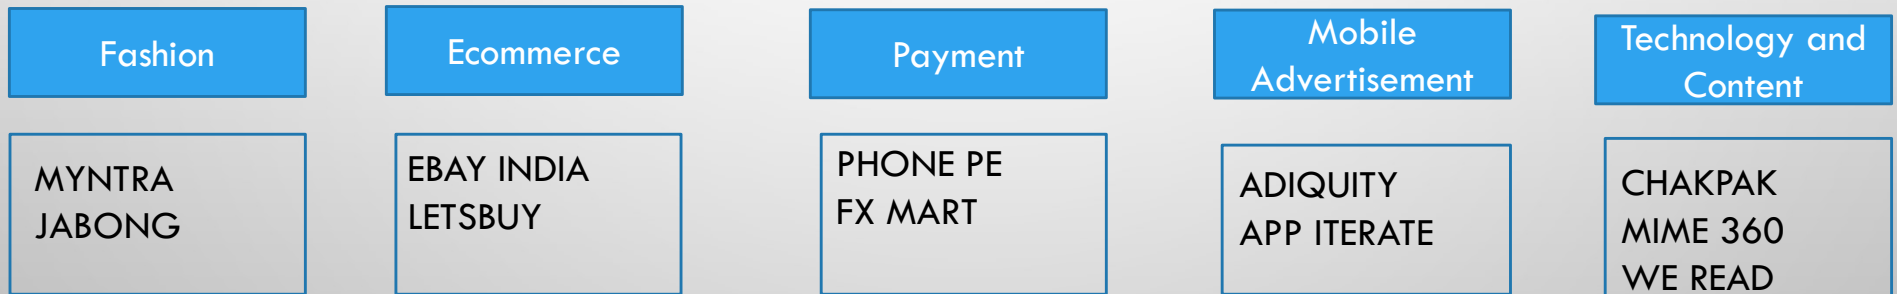 Fashion
Ecommerce
Payment
Mobile
Advertisement
Technology and
Content
MYNTRA
JABONG
EBAY INDIA
LETSBUY
PHONE PE
FX MART
ADIQUITY
APP ITERATE
CHAKPAK
MIME 360
WE READ